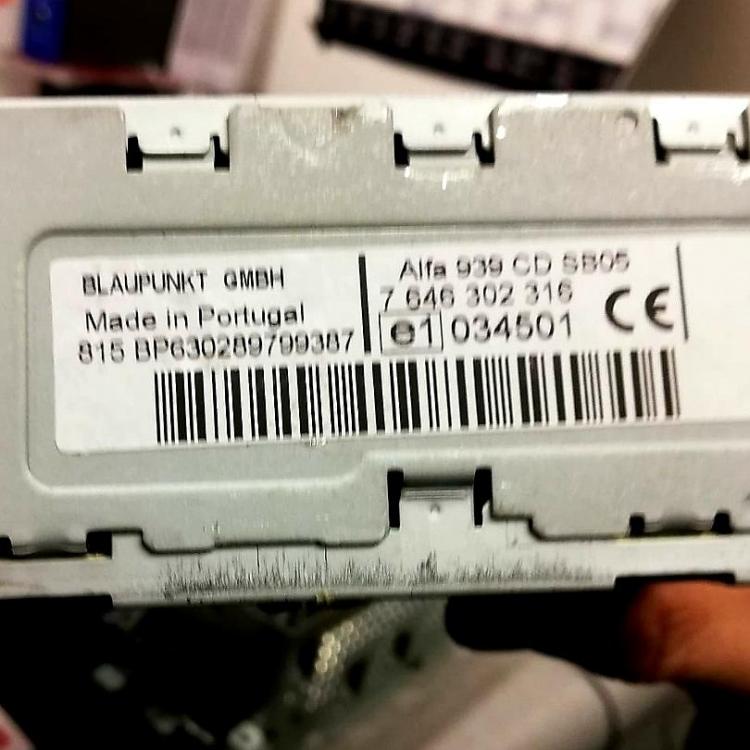 BLAUPUNKT GMBH
Made in Portugal
815 BP630289799387
Alfa 939 CD SB05
7 646 302 316
e1 034501
CE